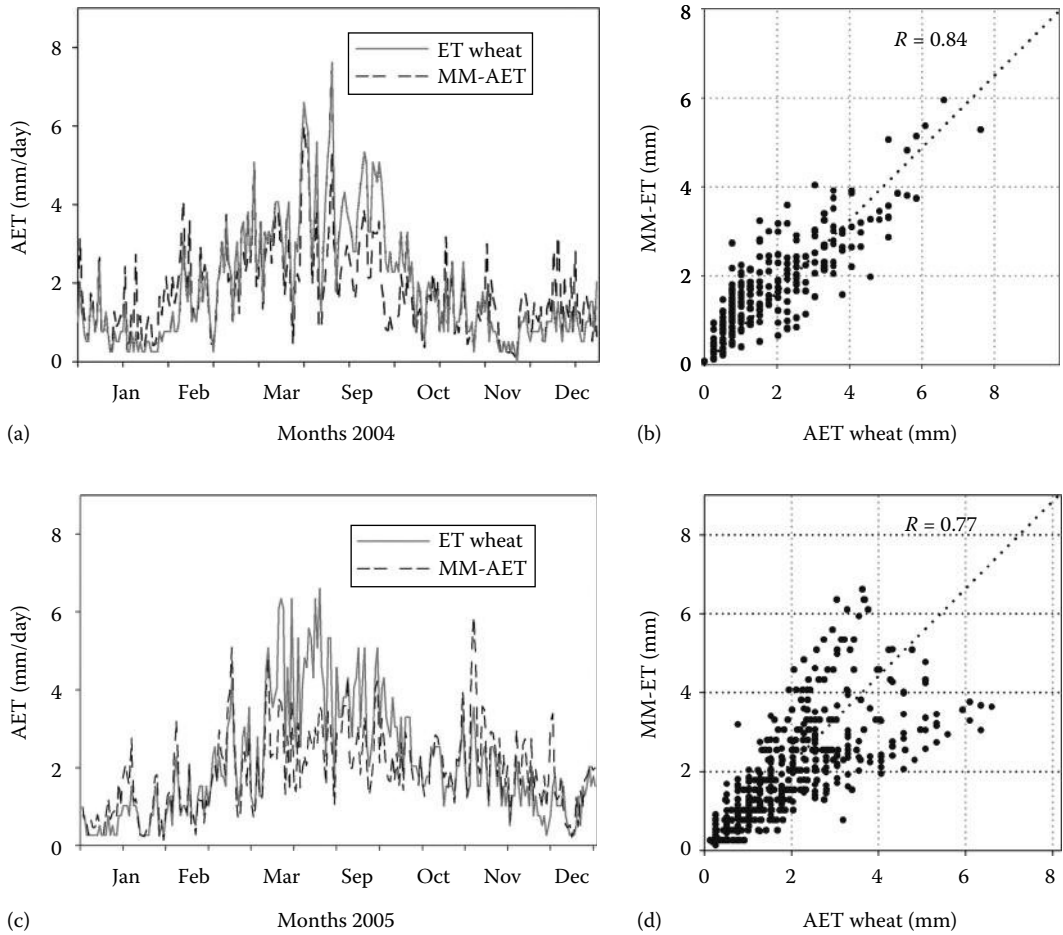 8
6
4
2
0
AET (mm/day)
ET wheat
MM-AET
Jan Feb Mar Sep Oct Nov Dec
(a) Months 2004
8
6
4
2
0
MM-ET (mm)
R = 0.84
0 2 4 6 8
(b) AET wheat (mm)
8
6
4
2
0
AET (mm/day)
ET wheat
MM-AET
Jan Feb Mar Sep Oct Nov Dec
(c) Months 2005
8
6
4
2
0
MM-ET (mm)
R = 0.77
0 2 4 6 8
(d) AET wheat (mm)